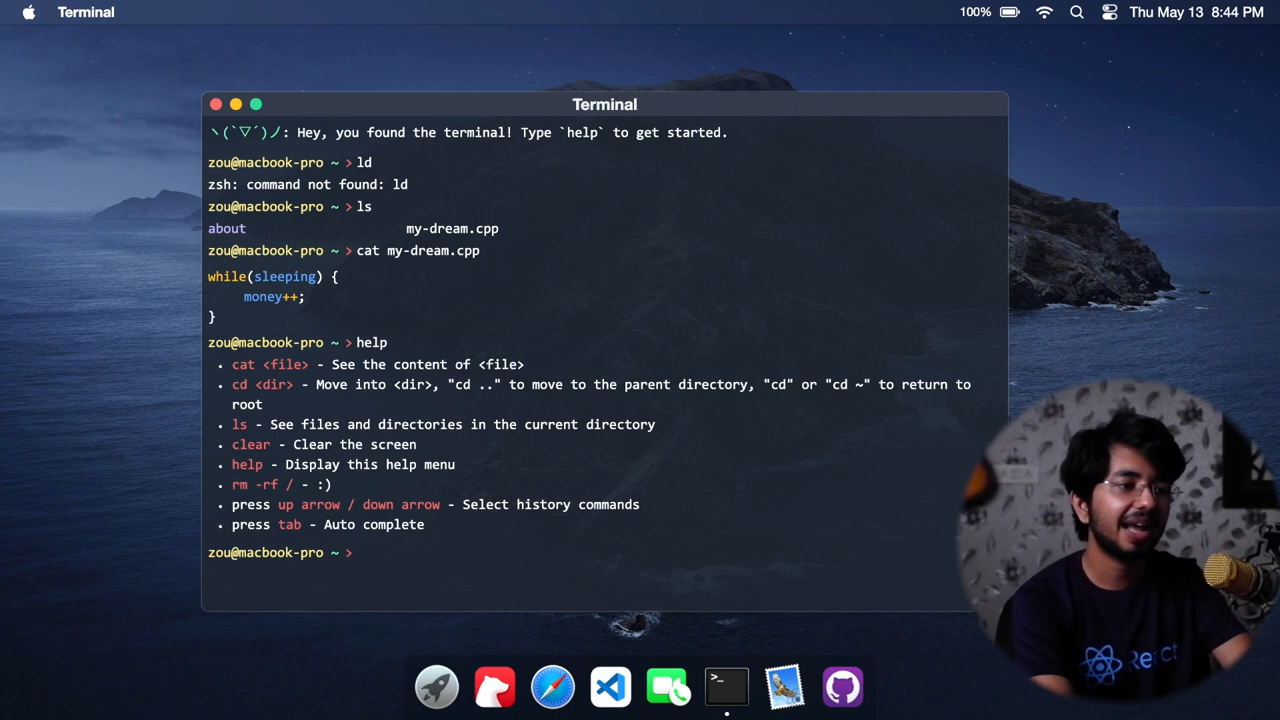 Terminal
100%
Thu May 13 8:44 PM
Terminal
ヽ(`▽´)ノ: Hey, you found the terminal! Type `help` to get started.
zou@macbook-pro ~ > ld
zsh: command not found: ld
zou@macbook-pro ~ > ls
about my-dream.cpp
zou@macbook-pro ~ > cat my-dream.cpp
while(sleeping) {
money++;
}
zou@macbook-pro ~ > help
• cat <file> - See the content of <file>
• cd <dir> - Move into <dir>, "cd .." to move to the parent directory, "cd" or "cd ~" to return to
root
• ls - See files and directories in the current directory
• clear - Clear the screen
• help - Display this help menu
• rm -rf / - :)
• press up arrow / down arrow - Select history commands
• press tab - Auto complete
zou@macbook-pro ~ >
>_
React